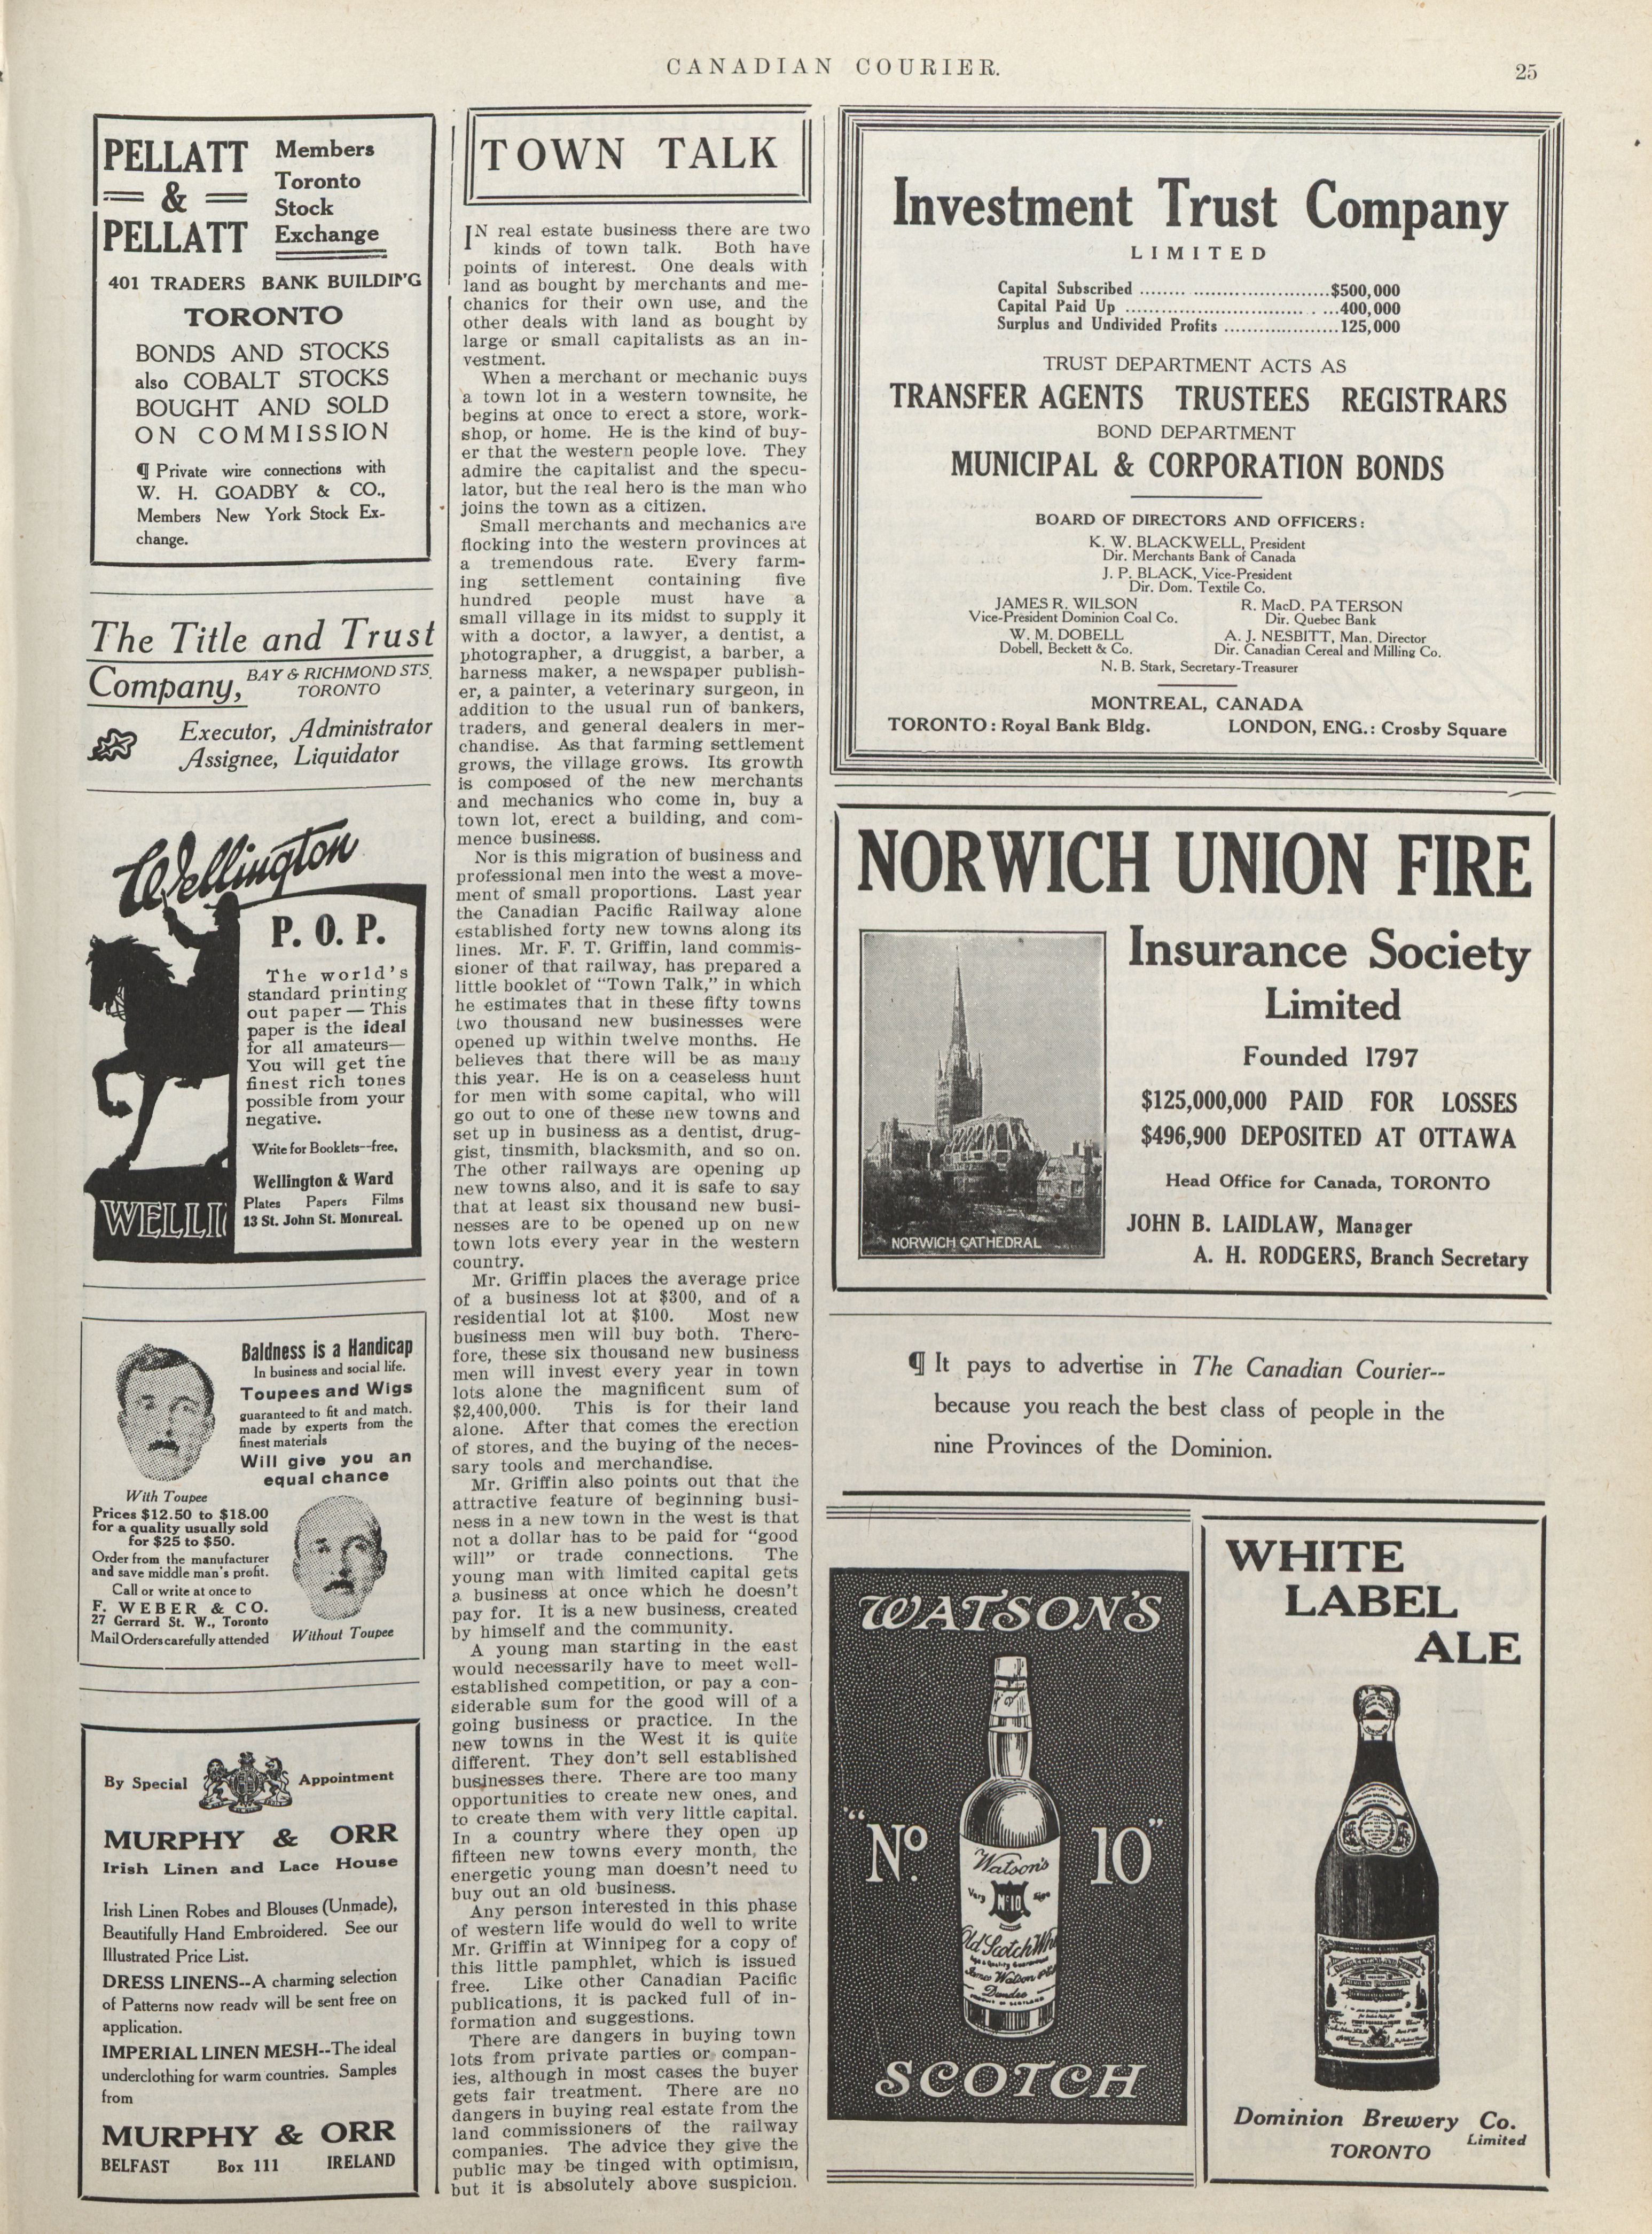 CANADIAN COURIER.
25
PELLATT
&
PELLATT
Members
Toronto
Stock
Exchange
401 TRADERS BANK BUILDING
TORONTO
BONDS AND STOCKS
also COBALT STOCKS
BOUGHT AND SOLD
ON COMMISSION
¶ Private wire connections with
W. H. GOADBY & CO.,
Members New York Stock Ex-
change.
The Title and Trust
Company,
BAY & RICHMOND STS.
TORONTO
Executor, Administrator
Assignee, Liquidator
Wellington
P. O. P.
The world's
standard printing
out paper — This
paper is the ideal
for all amateurs—
You will get the
finest rich tones
possible from your
negative.
Write for Booklets--free,
Wellington & Ward
Plates Papers Films
13 St. John St. Montreal.
WELLI
Baldness is a Handicap
In business and social life.
Toupees and Wigs
guaranteed to fit and match.
made by experts from the
finest materials
Will give you an
equal chance
With Toupee
Prices $12.50 to $18.00
for a quality usually sold
for $25 to $50.
Order from the manufacturer
and save middle man's profit.
Call or write at once to
F. WEBER & CO.
27 Gerrard St. W., Toronto
Mail Orders carefully attended
Without Toupee
By Special Appointment
MURPHY & ORR
Irish Linen and Lace House
Irish Linen Robes and Blouses (Unmade),
Beautifully Hand Embroidered. See our
Illustrated Price List.
DRESS LINENS--A charming selection
of Patterns now ready will be sent free on
application.
IMPERIAL LINEN MESH--The ideal
underclothing for warm countries. Samples
from
MURPHY & ORR
BELFAST Box 111 IRELAND
TOWN TALK
IN real estate business there are two
kinds of town talk. Both have
points of interest. One deals with
land as bought by merchants and me-
chanics for their own use, and the
other deals with land as bought by
large or small capitalists as an in-
vestment.
When a merchant or mechanic buys
a town lot in a western townsite, he
begins at once to erect a store, work-
shop, or home. He is the kind of buy-
er that the western people love. They
admire the capitalist and the specu-
lator, but the real hero is the man who
joins the town as a citizen.
Small merchants and mechanics are
flocking into the western provinces at
a tremendous rate. Every farm-
ing settlement containing five
hundred people must have a
small village in its midst to supply it
with a doctor, a lawyer, a dentist, a
photographer, a druggist, a barber, a
harness maker, a newspaper publish-
er, a painter, a veterinary surgeon, in
addition to the usual run of bankers,
traders, and general dealers in mer-
chandise. As that farming settlement
grows, the village grows. Its growth
is composed of the new merchants
and mechanics who come in, buy a
town lot, erect a building, and com-
mence business.
Nor is this migration of business and
professional men into the west a move-
ment of small proportions. Last year
the Canadian Pacific Railway alone
established forty new towns along its
lines. Mr. F. T. Griffin, land commis-
sioner of that railway, has prepared a
little booklet of "Town Talk," in which
he estimates that in these fifty towns
two thousand new businesses were
opened up within twelve months. He
believes that there will be as many
this year. He is on a ceaseless hunt
for men with some capital, who will
go out to one of these new towns and
set up in business as a dentist, drug-
gist, tinsmith, blacksmith, and so on.
The other railways are opening up
new towns also, and it is safe to say
that at least six thousand new busi-
nesses are to be opened up on new
town lots every year in the western
country.
Mr. Griffin places the average price
of a business lot at $300, and of a
residential lot at $100. Most new
business men will buy both. There-
fore, these six thousand new business
men will invest every year in town
lots alone the magnificent sum of
$2,400,000. This is for their land
alone. After that comes the erection
of stores, and the buying of the neces-
sary tools and merchandise.
Mr. Griffin also points out that the
attractive feature of beginning busi-
ness in a new town in the west is that
not a dollar has to be paid for "good
will" or trade connections. The
young man with limited capital gets
a business at once which he doesn't
pay for. It is a new business, created
by himself and the community.
A young man starting in the east
would necessarily have to meet well-
established competition, or pay a con-
siderable sum for the good will of a
going business or practice. In the
new towns in the West it is quite
different. They don't sell established
businesses there. There are too many
opportunities to create new ones, and
to create them with very little capital.
In a country where they open up
fifteen new towns every month, the
energetic young man doesn't need to
buy out an old business.
Any person interested in this phase
of western life would do well to write
Mr. Griffin at Winnipeg for a copy of
this little pamphlet, which is issued
free. Like other Canadian Pacific
publications, it is packed full of in-
formation and suggestions.
There are dangers in buying town
lots from private parties or compan-
ies, although in most cases the buyer
gets fair treatment. There are no
dangers in buying real estate from the
land commissioners of the railway
companies. The advice they give the
public may be tinged with optimism,
but it is absolutely above suspicion.
Investment Trust Company
LIMITED
Capital Subscribed ........ ............................$500,000
Capital Paid Up .................................... . ...400,000
Surplus and Undivided Profits ....................125,000
TRUST DEPARTMENT ACTS AS
TRANSFER AGENTS TRUSTEES REGISTRARS
BOND DEPARTMENT
MUNICIPAL & CORPORATION BONDS
BOARD OF DIRECTORS AND OFFICERS:
K. W. BLACKWELL, President
Dir. Merchants Bank of Canada
J. P. BLACK, Vice-President
Dir. Dom. Textile Co.
JAMES R. WILSON
Vice-President Dominion Coal Co.
R. MacD. PATERSON
Dir. Quebec Bank
W. M. DOBELL
Dobell, Beckett & Co.
A. J. NESBITT, Man. Director
Dir. Canadian Cereal and Milling Co.
N. B. Stark, Secretary-Treasurer
MONTREAL, CANADA
TORONTO: Royal Bank Bldg. LONDON, ENG.: Crosby Square
NORWICH UNION FIRE
Insurance Society
Limited
Founded 1797
$125,000,000 PAID FOR LOSSES
$496,900 DEPOSITED AT OTTAWA
Head Office for Canada, TORONTO
JOHN B. LAIDLAW, Manager
A. H. RODGERS, Branch Secretary
NORWICH CATHEDRAL
¶ It pays to advertise in The Canadian Courier--
because you reach the best class of people in the
nine Provinces of the Dominion.
WATSON'S
"No. 10"
Watson's
Very No 10
Old Scotch Whi
James Watson &
Dundee
SCOTCH
WHITE
LABEL
ALE
Dominion Brewery Co.
Limited
TORONTO